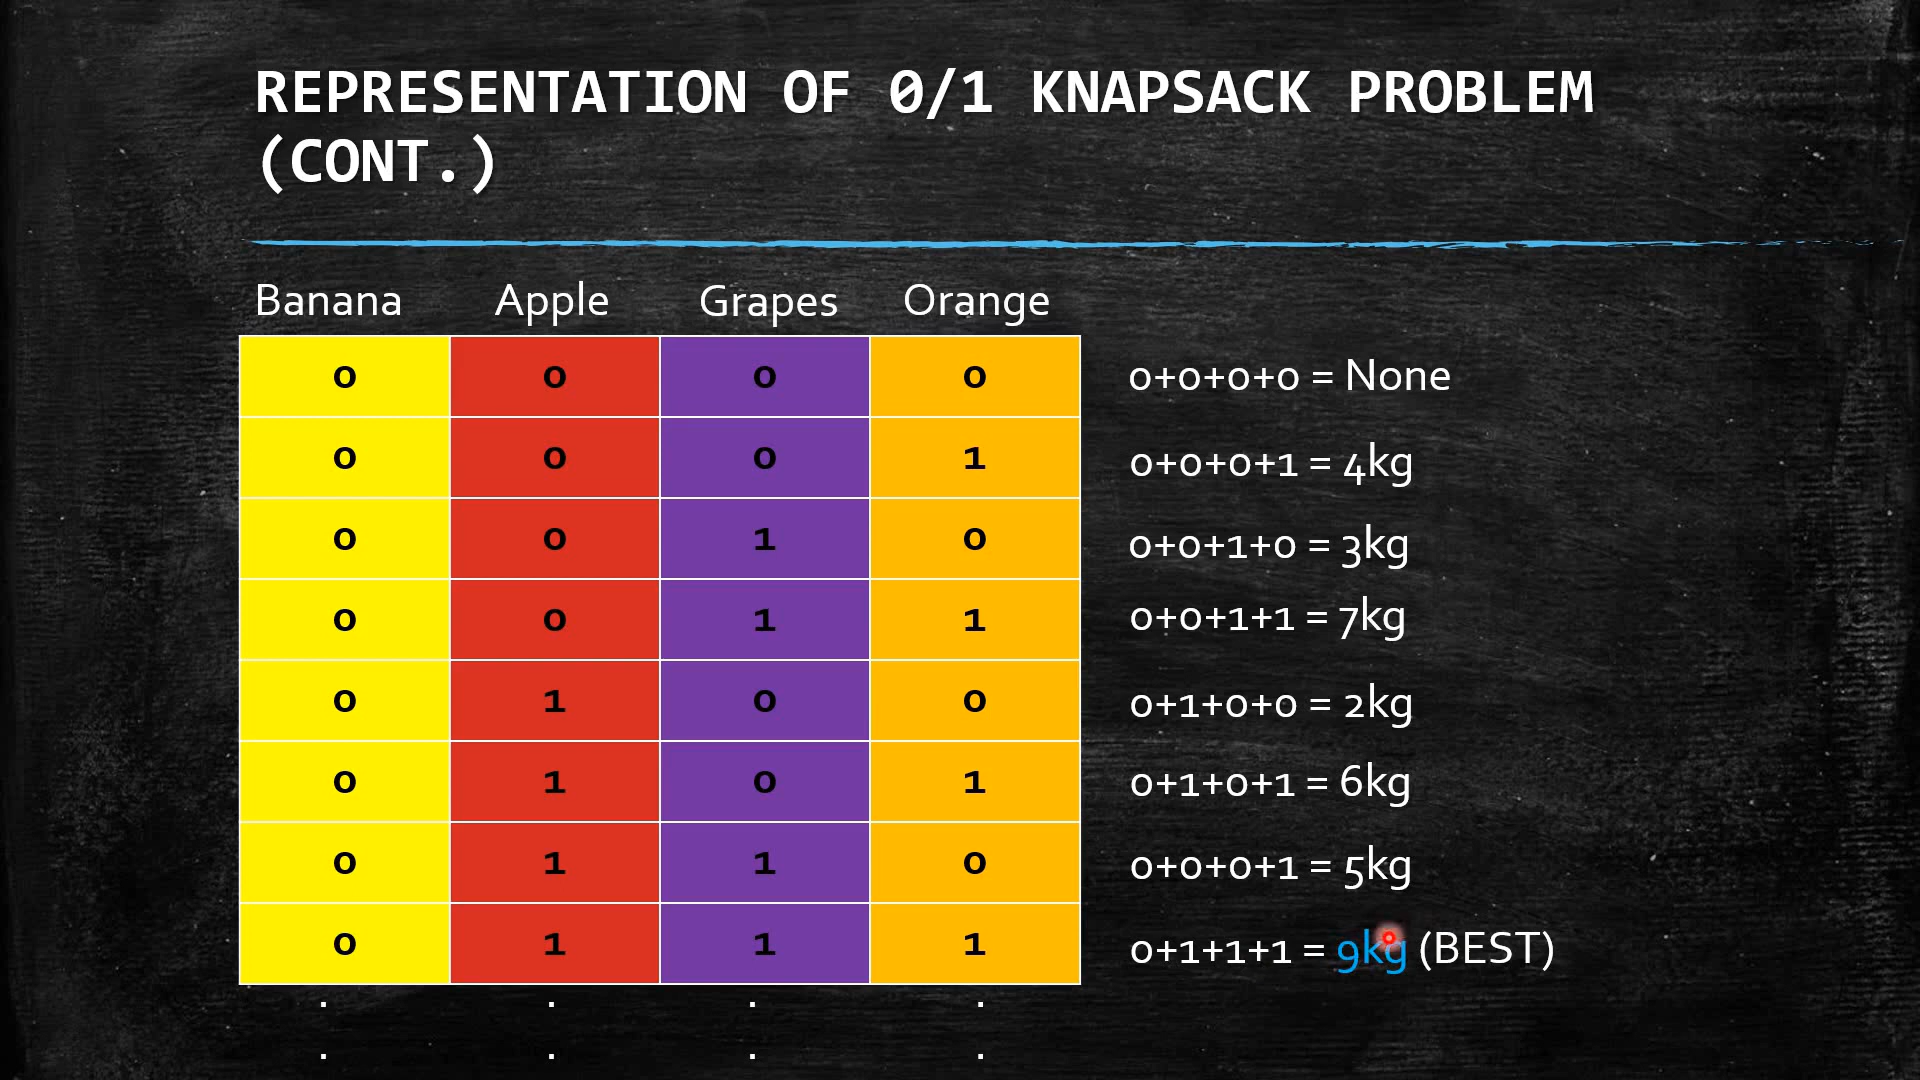 REPRESENTATION OF 0/1 KNAPSACK PROBLEM
(CONT.)
Banana Apple Grapes Orange
0 0 0 0 0+0+0+0 = None
0 0 0 1 0+0+0+1 = 4kg
0 0 1 0 0+0+1+0 = 3kg
0 0 1 1 0+0+1+1 = 7kg
0 1 0 0 0+1+0+0 = 2kg
0 1 0 1 0+1+0+1 = 6kg
0 1 1 0 0+0+0+1 = 5kg
0 1 1 1 0+1+1+1 = 9kg (BEST)
. . . .
. . . .